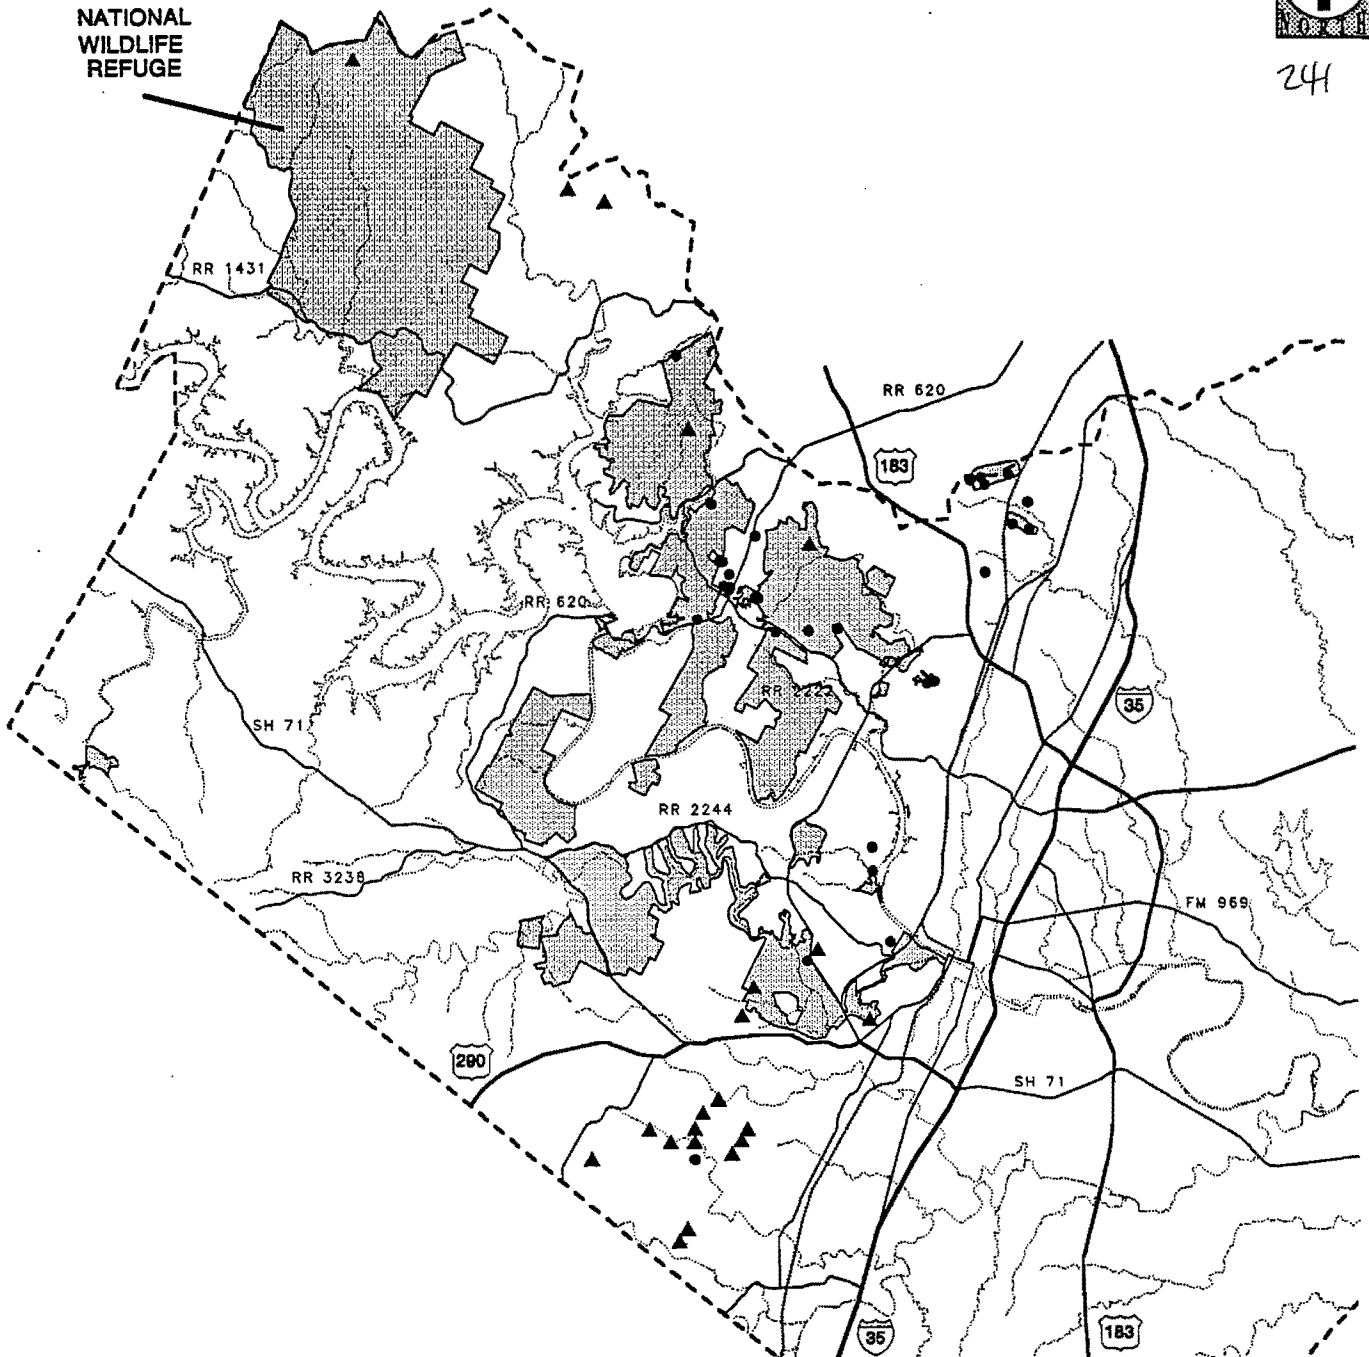 NATIONAL
WILDLIFE
REFUGE
NORTH
241
RR 1431
RR 620
183
RR 620
RR 2222
35
SH 71
RR 2244
RR 3238
FM 969
290
SH 71
35
183